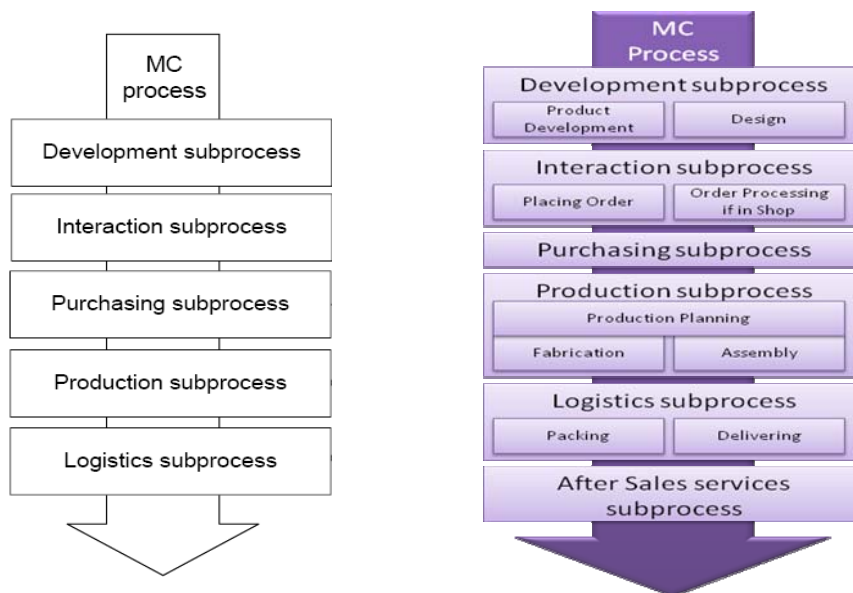 MC
process
Development subprocess
Interaction subprocess
Purchasing subprocess
Production subprocess
Logistics subprocess
MC
Process
Development subprocess
Product
Development
Design
Interaction subprocess
Placing Order
Order Processing
if in Shop
Purchasing subprocess
Production subprocess
Production Planning
Fabrication
Assembly
Logistics subprocess
Packing
Delivering
After Sales services
subprocess